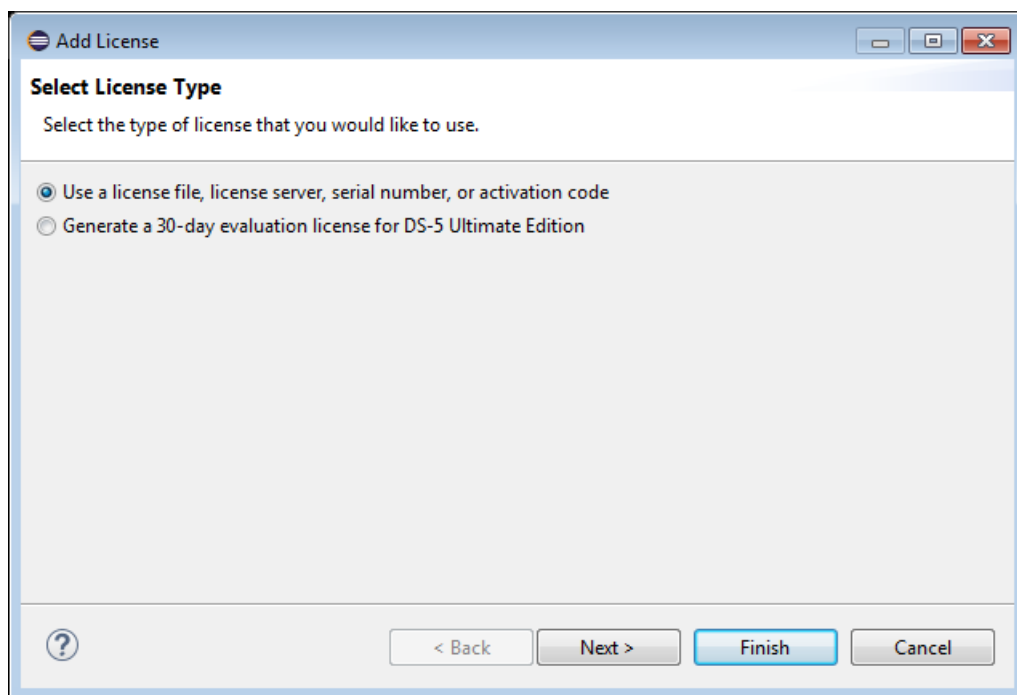 Add License
Select License Type
Select the type of license that you would like to use.
Use a license file, license server, serial number, or activation code
Generate a 30-day evaluation license for DS-5 Ultimate Edition
?
< Back
Next >
Finish
Cancel